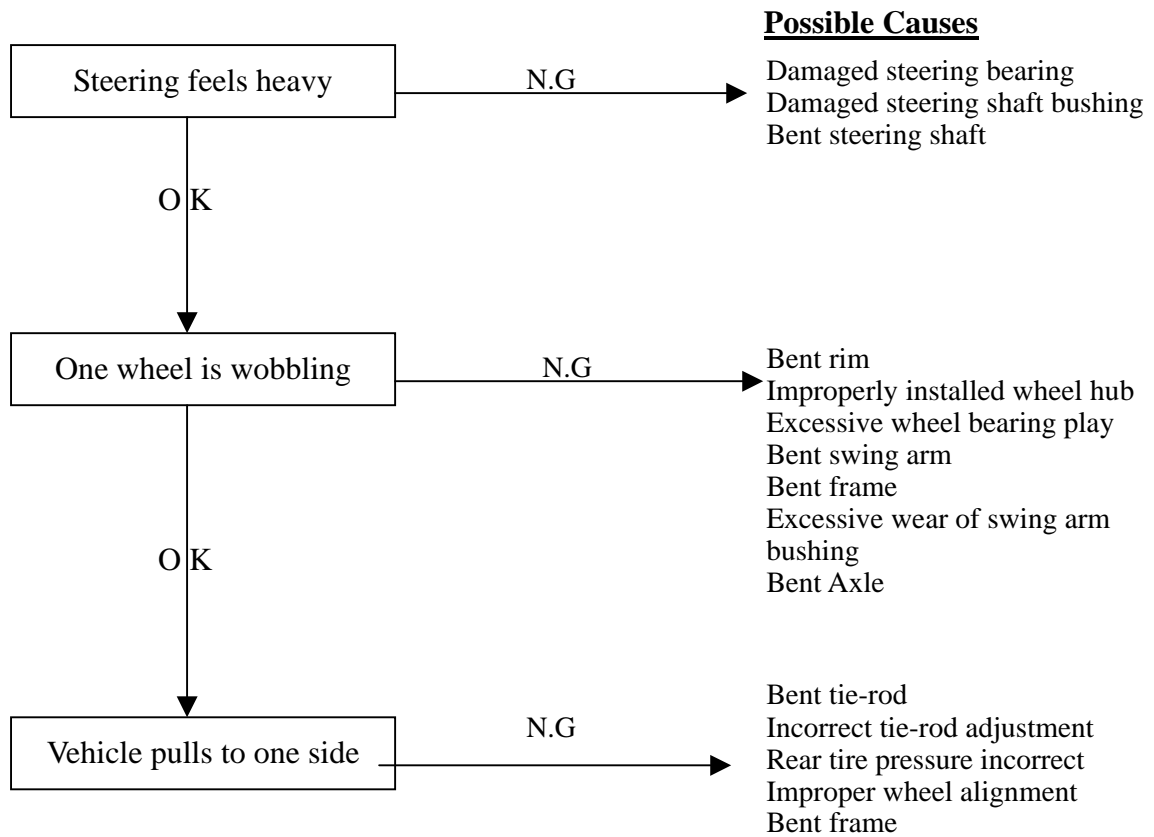 Possible Causes
Steering feels heavy
N.G
Damaged steering bearing
Damaged steering shaft bushing
Bent steering shaft
O K
One wheel is wobbling
N.G
Bent rim
Improperly installed wheel hub
Excessive wheel bearing play
Bent swing arm
Bent frame
Excessive wear of swing arm
bushing
Bent Axle
O K
Vehicle pulls to one side
N.G
Bent tie-rod
Incorrect tie-rod adjustment
Rear tire pressure incorrect
Improper wheel alignment
Bent frame